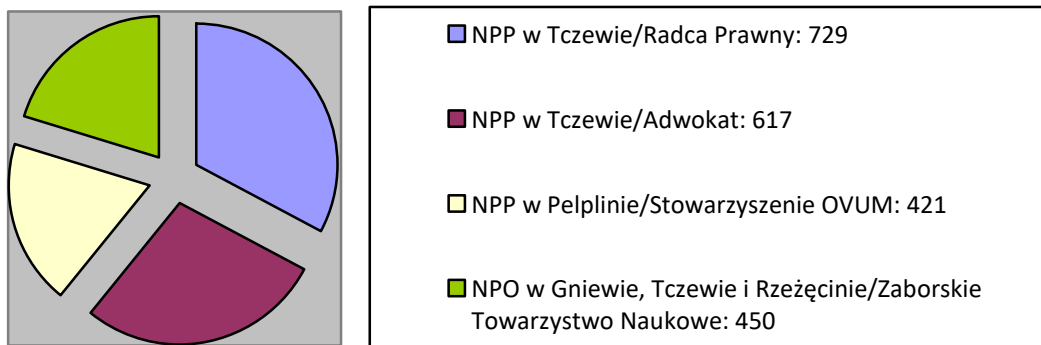 NPP w Tczewie/Radca Prawny: 729
NPP w Tczewie/Adwokat: 617
NPP w Pelplinie/Stowarzyszenie OVUM: 421
NPO w Gniewie, Tczewie i Rzeżęcinie/Zaborskie
Towarzystwo Naukowe: 450